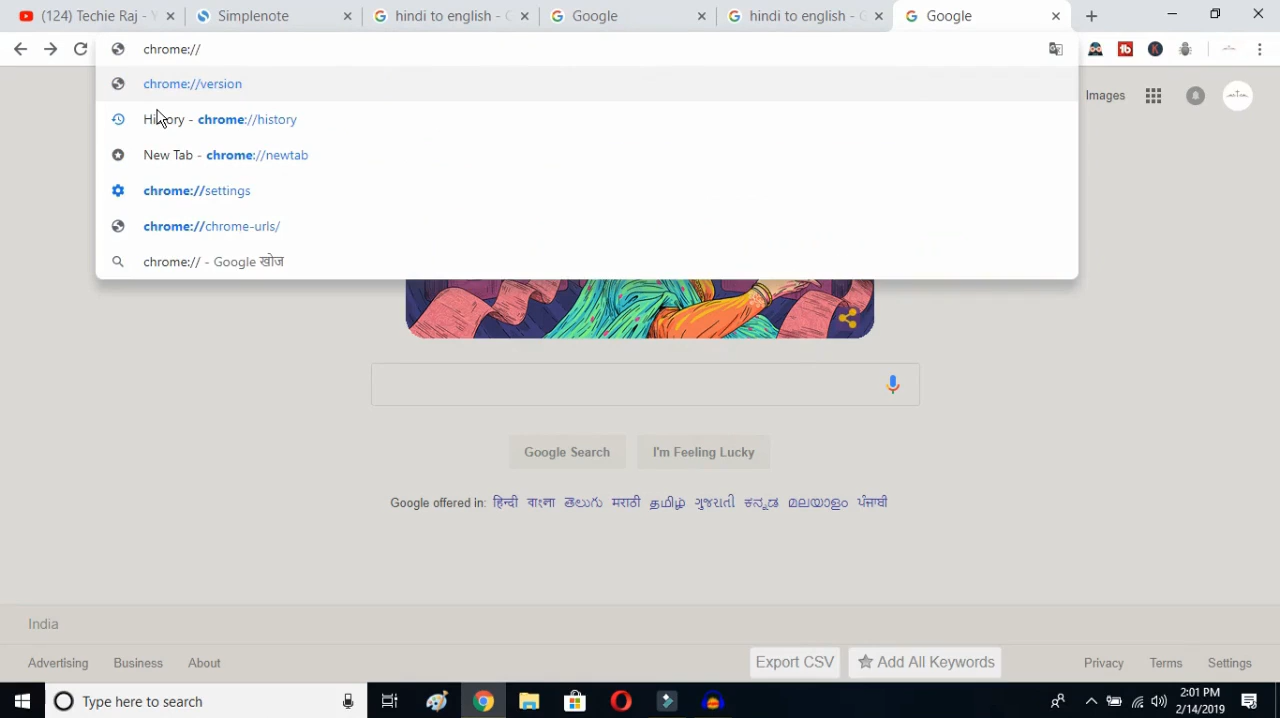 (124) Techie Raj - Y
Simplenote
hindi to english - G
Google
hindi to english - G
Google
chrome://
chrome://version
History - chrome://history
New Tab - chrome://newtab
chrome://settings
chrome://chrome-urls/
chrome:// - Google खोज
Images
Google Search
I'm Feeling Lucky
Google offered in: हिन्दी বাংলা తెలుగు मराठी தமிழ் ગુજરાતી ಕನ್ನಡ മലയാളം ਪੰਜਾਬੀ
India
Advertising Business About
Export CSV
Add All Keywords
Privacy Terms Settings
Type here to search
2:01 PM
2/14/2019